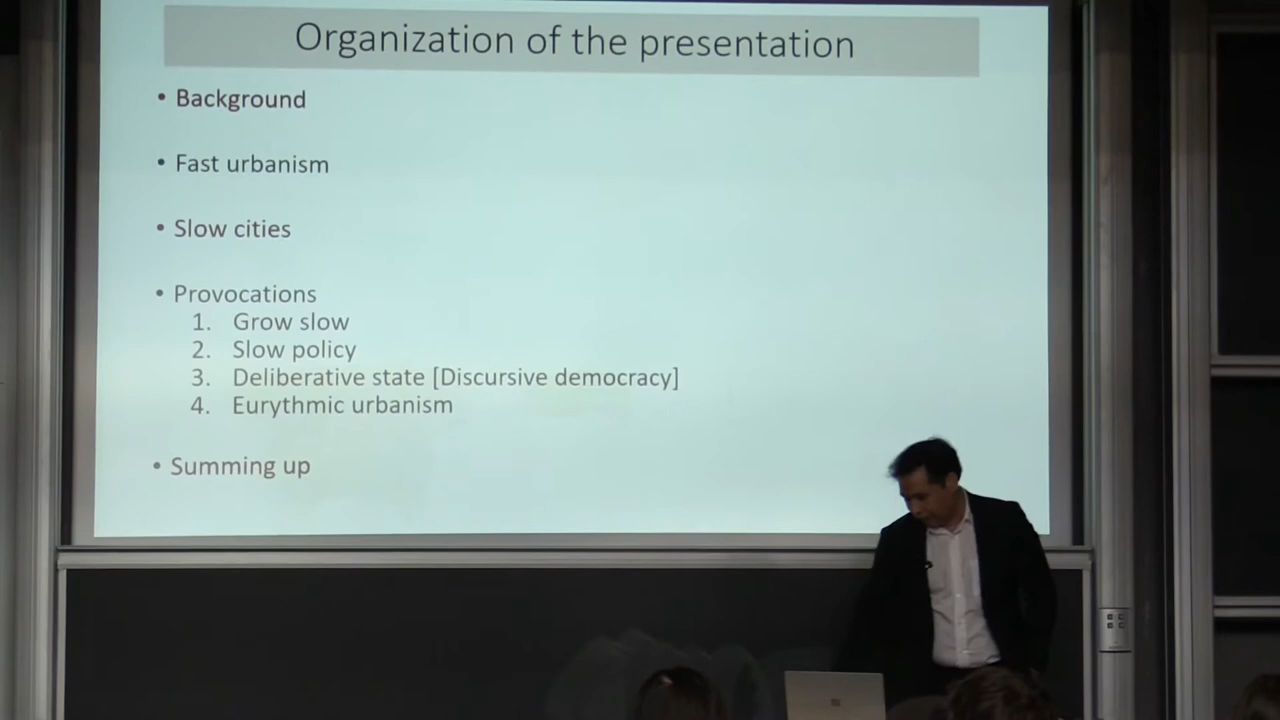 Organization of the presentation
• Background
• Fast urbanism
• Slow cities
• Provocations
1. Grow slow
2. Slow policy
3. Deliberative state [Discursive democracy]
4. Eurythmic urbanism
• Summing up